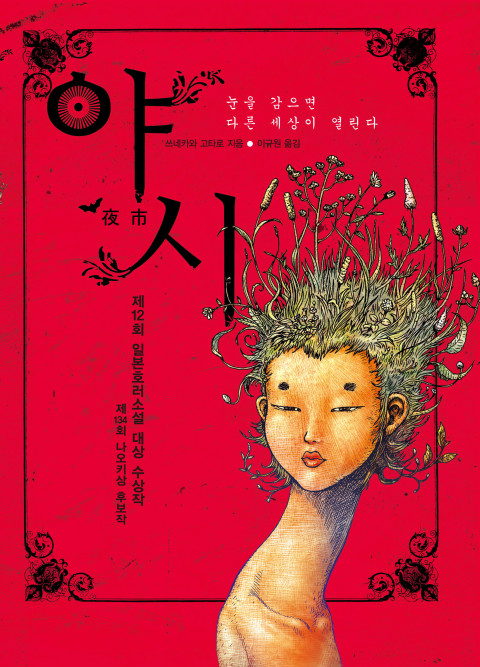 야시
夜市
눈을 감으면
다른 세상이 열린다
쓰네카와 고타로 지음 ● 이규원 옮김
제12회 일본호러소설 대상 수상작
제134회 나오키상 후보작